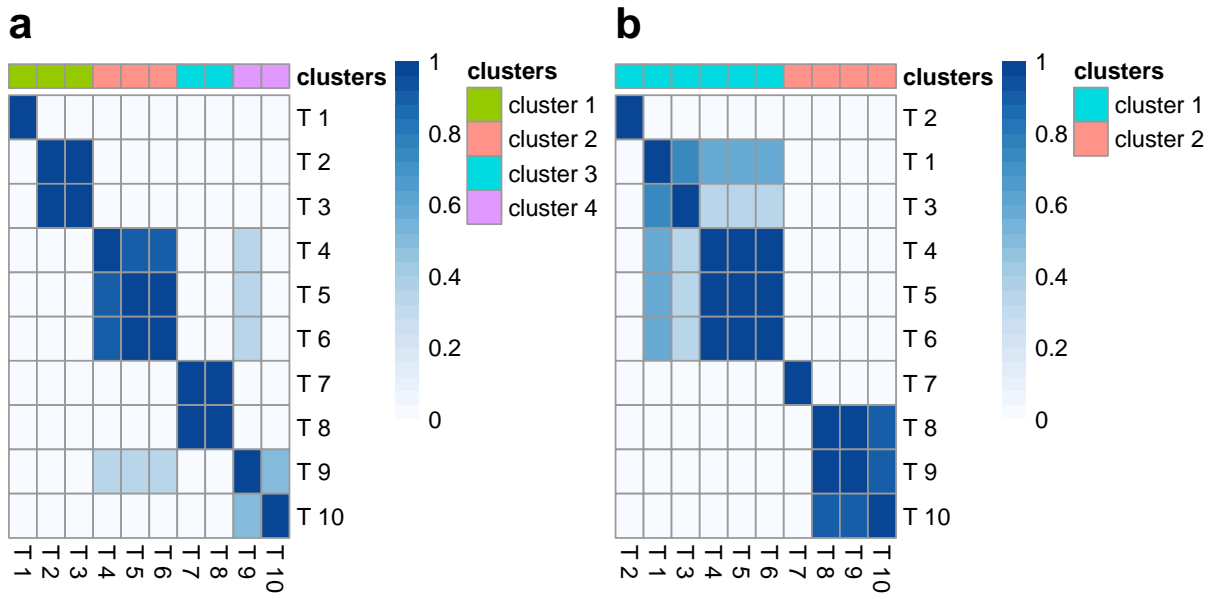 a
b
clusters
T 1
T 2
T 3
T 4
T 5
T 6
T 7
T 8
T 9
T 10
T 1
T 2
T 3
T 4
T 5
T 6
T 7
T 8
T 9
T 10
1
0.8
0.6
0.4
0.2
0
clusters
cluster 1
cluster 2
cluster 3
cluster 4
clusters
T 2
T 1
T 3
T 4
T 5
T 6
T 7
T 8
T 9
T 10
T 2
T 1
T 3
T 4
T 5
T 6
T 7
T 8
T 9
T 10
1
0.8
0.6
0.4
0.2
0
clusters
cluster 1
cluster 2